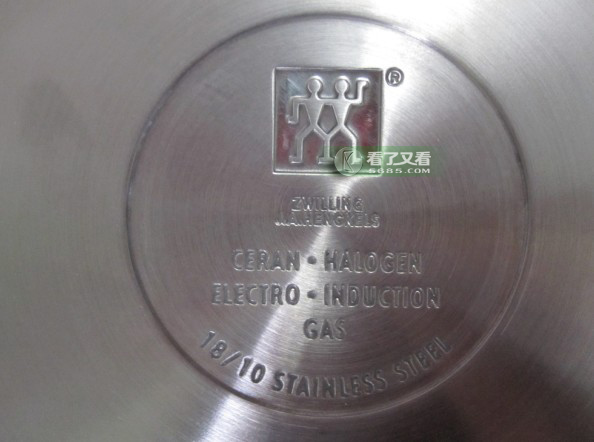 ®
看了又看
6685.COM
ZWILLING
J.A.HENCKELS
CERAN • HALOGEN
ELECTRO • INDUCTION
GAS
18/10 STAINLESS STEEL